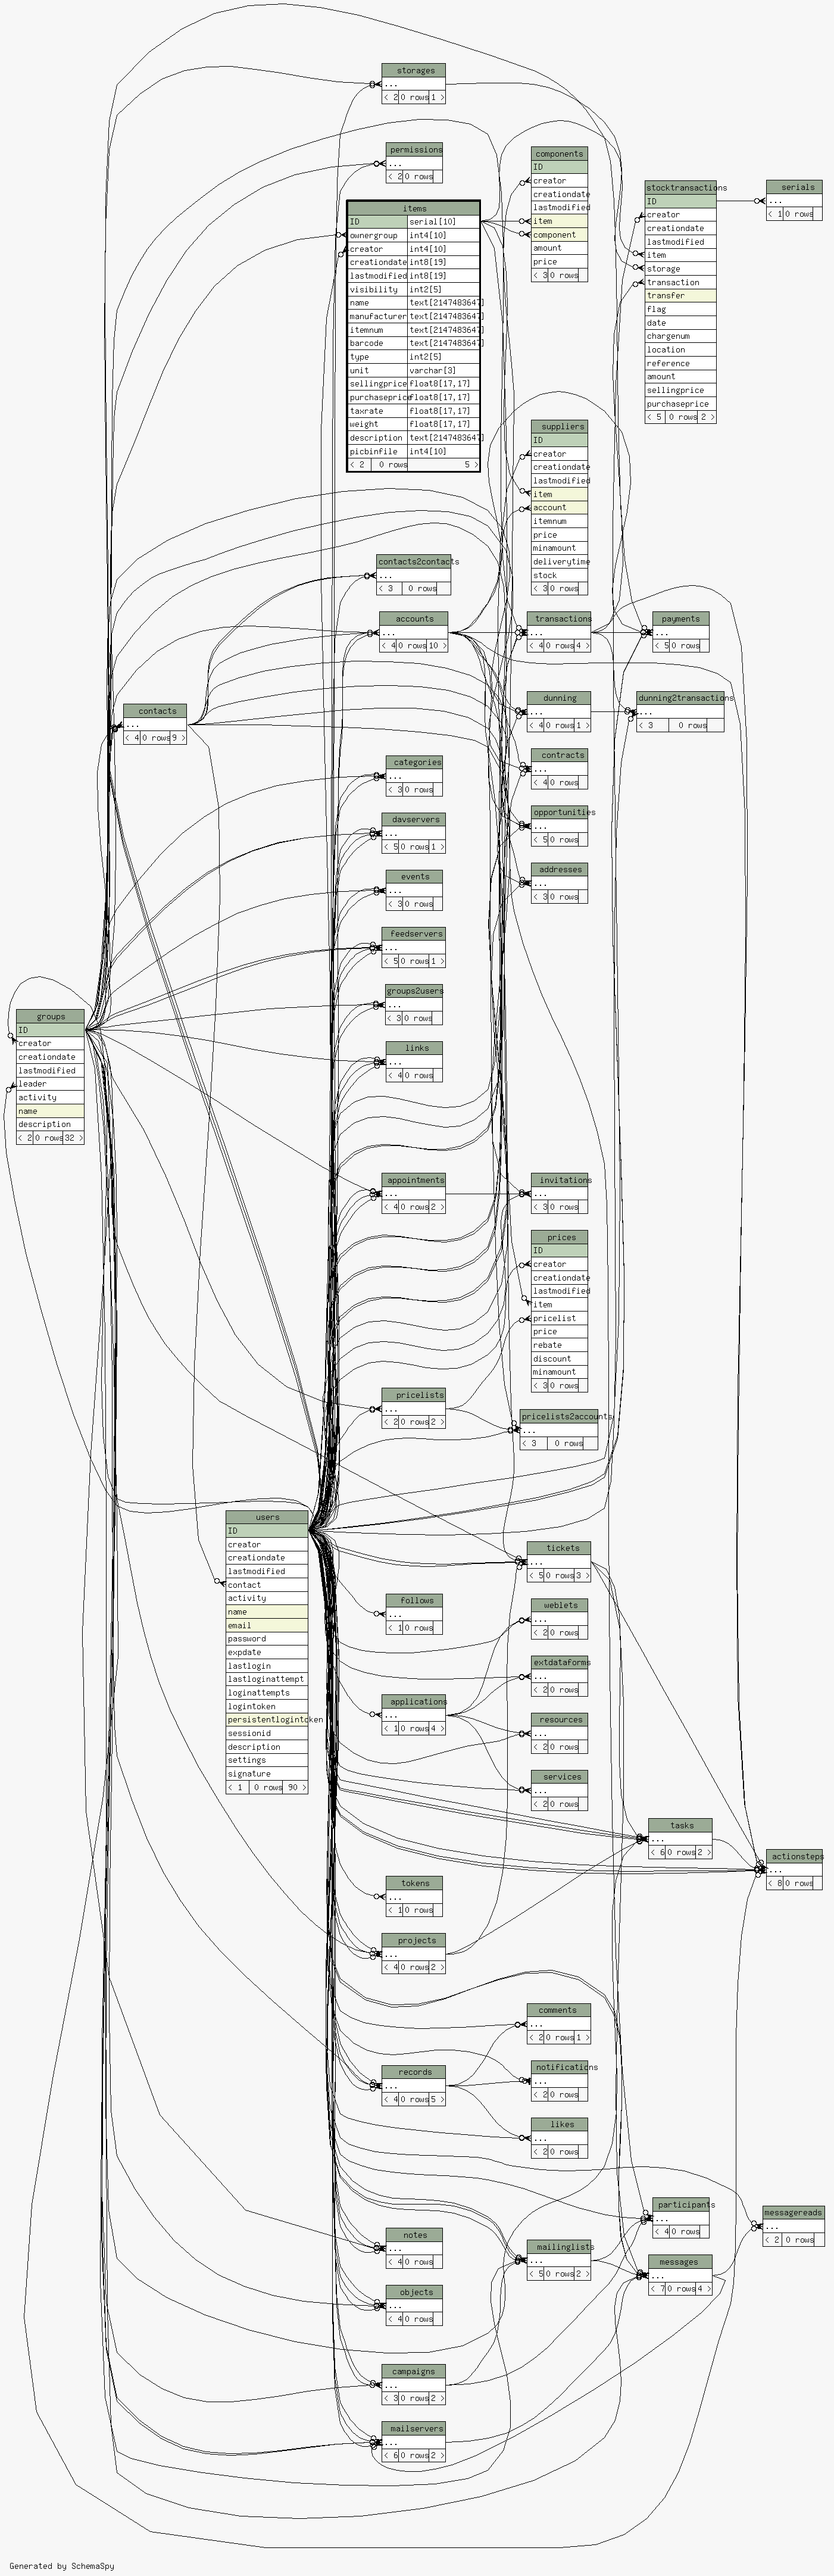 storages
...
< 2 0 rows 1 >
permissions
...
< 2 0 rows
items
ID serial[10]
ownergroup int4[10]
creator int4[10]
creationdate int8[19]
lastmodified int8[19]
visibility int2[5]
name text[2147483647]
manufacturer text[2147483647]
itemnum text[2147483647]
barcode text[2147483647]
type int2[5]
unit varchar[3]
sellingprice float8[17,17]
purchaseprice float8[17,17]
taxrate float8[17,17]
weight float8[17,17]
description text[2147483647]
picbinfile int4[10]
< 2 0 rows 5 >
components
ID
creator
creationdate
lastmodified
item
component
amount
price
< 3 0 rows
stocktransactions
ID
creator
creationdate
lastmodified
item
storage
transaction
transfer
flag
date
chargenum
location
reference
amount
sellingprice
purchaseprice
< 5 0 rows 2 >
serials
...
< 1 0 rows
suppliers
ID
creator
creationdate
lastmodified
item
account
itemnum
price
minamount
deliverytime
stock
< 3 0 rows
contacts2contacts
...
< 3 0 rows
accounts
...
< 4 0 rows 10 >
transactions
...
< 4 0 rows 4 >
payments
...
< 5 0 rows
contacts
...
< 4 0 rows 9 >
dunning
...
< 4 0 rows 1 >
dunning2transactions
...
< 3 0 rows
categories
...
< 3 0 rows
contracts
...
< 4 0 rows
davservers
...
< 5 0 rows 1 >
opportunities
...
< 5 0 rows
events
...
< 3 0 rows
addresses
...
< 3 0 rows
feedservers
...
< 5 0 rows 1 >
groups2users
...
< 3 0 rows
links
...
< 4 0 rows
groups
ID
creator
creationdate
lastmodified
leader
activity
name
description
< 2 0 rows 32 >
appointments
...
< 4 0 rows 2 >
invitations
...
< 3 0 rows
prices
ID
creator
creationdate
lastmodified
item
pricelist
price
rebate
discount
minamount
< 3 0 rows
pricelists
...
< 2 0 rows 2 >
pricelists2accounts
...
< 3 0 rows
users
ID
creator
creationdate
lastmodified
contact
activity
name
email
password
expdate
lastlogin
lastloginattempt
loginattempts
logintoken
persistentlogintoken
sessionid
description
settings
signature
< 1 0 rows 90 >
tickets
...
< 5 0 rows 3 >
follows
...
< 1 0 rows
weblets
...
< 2 0 rows
extdataforms
...
< 2 0 rows
applications
...
< 1 0 rows 4 >
resources
...
< 2 0 rows
services
...
< 2 0 rows
tasks
...
< 6 0 rows 2 >
actionsteps
...
< 8 0 rows
tokens
...
< 1 0 rows
projects
...
< 4 0 rows 2 >
comments
...
< 2 0 rows 1 >
records
...
< 4 0 rows 5 >
notifications
...
< 2 0 rows
likes
...
< 2 0 rows
participants
...
< 4 0 rows
messagereads
...
< 2 0 rows
notes
...
< 4 0 rows
mailinglists
...
< 5 0 rows 2 >
messages
...
< 7 0 rows 4 >
objects
...
< 4 0 rows
campaigns
...
< 3 0 rows 2 >
mailservers
...
< 6 0 rows 2 >
Generated by SchemaSpy